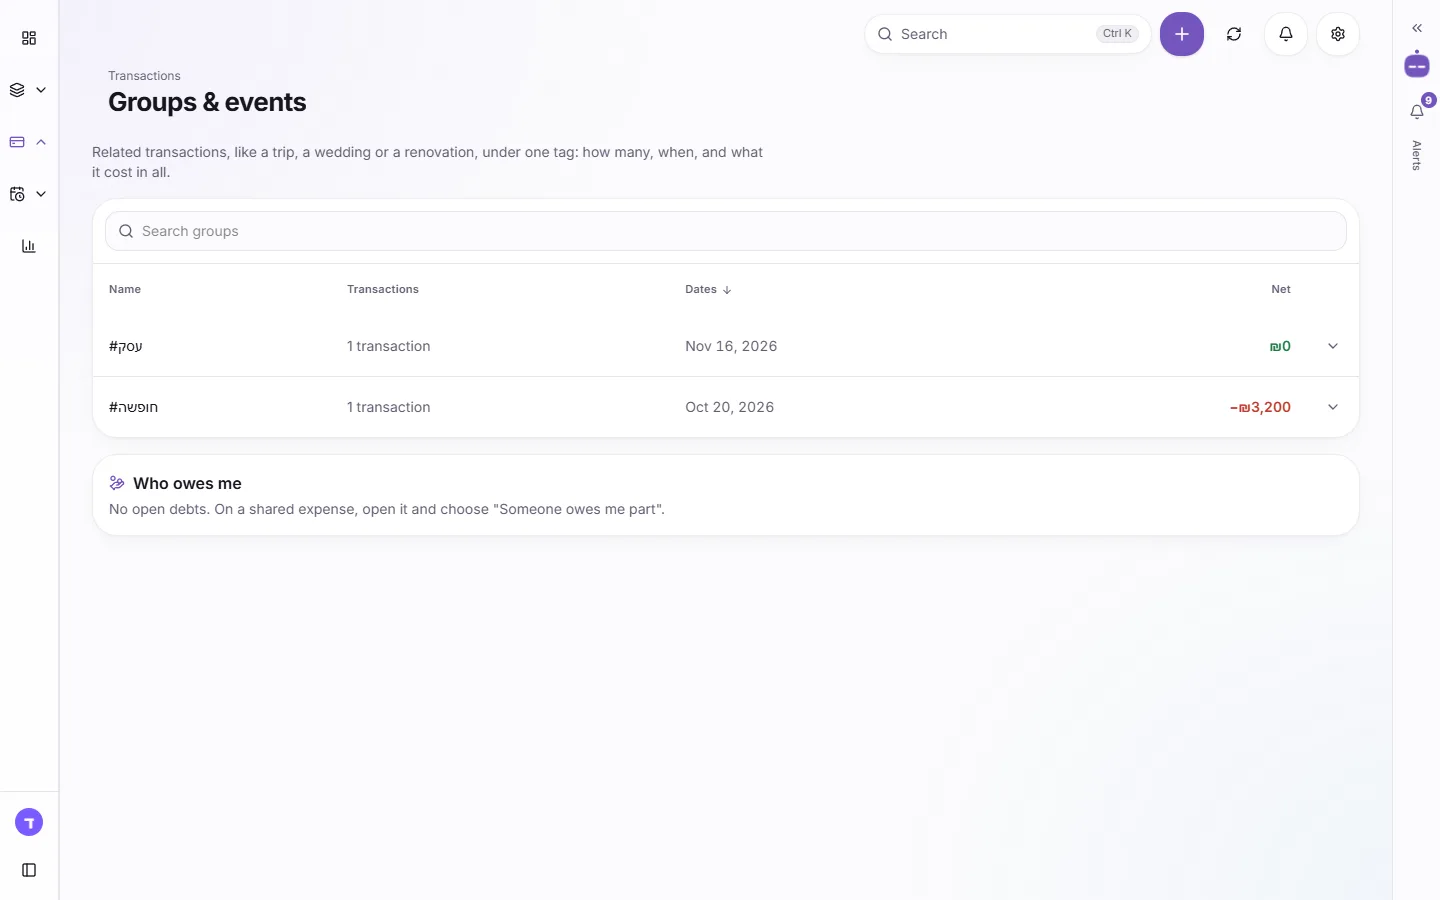 Search
Ctrl K
Transactions
Groups & events
Related transactions, like a trip, a wedding or a renovation, under one tag: how many, when, and what
it cost in all.
Search groups
Name Transactions Dates ↓ Net
#עסק 1 transaction Nov 16, 2026 ₪0
#חופשה 1 transaction Oct 20, 2026 −₪3,200
Who owes me
No open debts. On a shared expense, open it and choose "Someone owes me part".
9
Alerts
ד